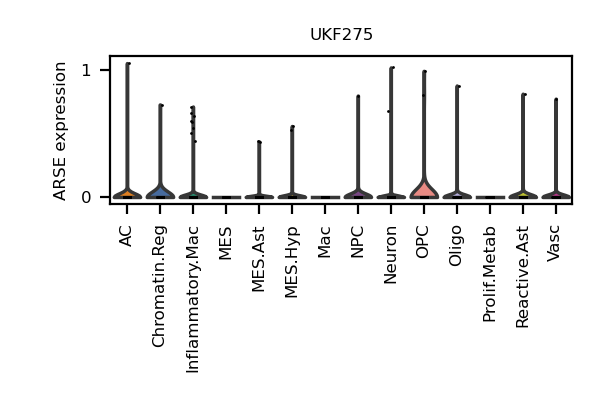 UKF275
ARSE expression
1
0
AC
Chromatin.Reg
Inflammatory.Mac
MES
MES.Ast
MES.Hyp
Mac
NPC
Neuron
OPC
Oligo
Prolif.Metab
Reactive.Ast
Vasc